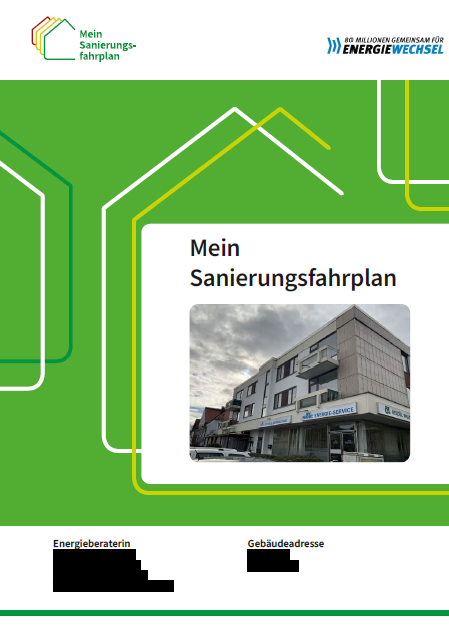 Mein
Sanierungs-
fahrplan
80 MILLIONEN GEMEINSAM FÜR
ENERGIEWECHSEL
Mein
Sanierungsfahrplan
ENERGIE-SERVICE
Energieberaterin
Gebäudeadresse